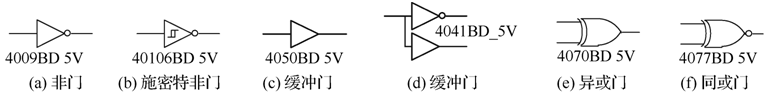 4009BD 5V
40106BD 5V
4050BD 5V
4041BD_5V
4070BD 5V
4077BD 5V
(a) 非门
(b) 施密特非门
(c) 缓冲门
(d) 缓冲门
(e) 异或门
(f) 同或门